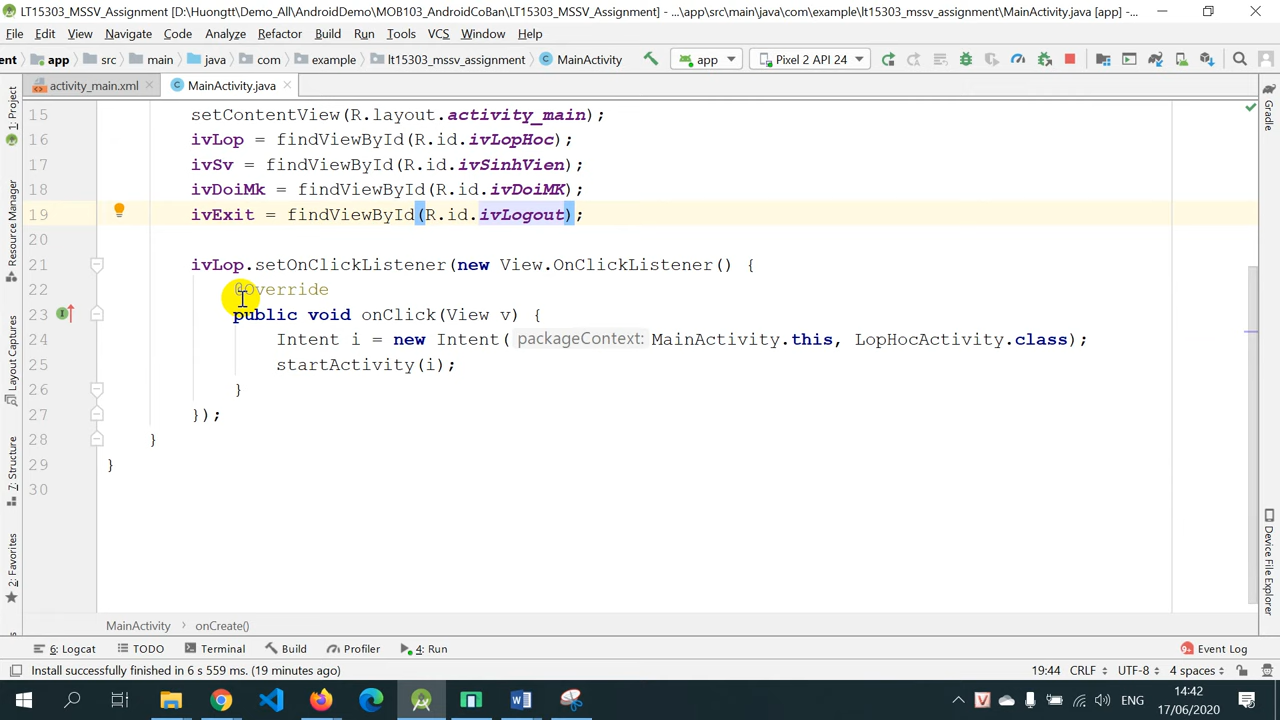 LT15303_MSSV_Assignment [D:\Huongtt\Demo_All\AndroidDemo\MOB103_AndroidCoBan\LT15303_MSSV_Assignment] - ...\app\src\main\java\com\example\lt15303_mssv_assignment\MainActivity.java [app] - ...
File Edit View Navigate Code Analyze Refactor Build Run Tools VCS Window Help
ent app src main java com example lt15303_mssv_assignment MainActivity app Pixel 2 API 24
activity_main.xml MainActivity.java
15 setContentView(R.layout.activity_main);
16 ivLop = findViewById(R.id.ivLopHoc);
17 ivSv = findViewById(R.id.ivSinhVien);
18 ivDoiMk = findViewById(R.id.ivDoiMK);
19 ivExit = findViewById(R.id.ivLogout);
20
21 ivLop.setOnClickListener(new View.OnClickListener() {
22 @Override
23 public void onClick(View v) {
24 Intent i = new Intent( packageContext: MainActivity.this, LopHocActivity.class);
25 startActivity(i);
26 }
27 });
28 }
29 }
30
1: Project
Resource Manager
Layout Captures
7: Structure
2: Favorites
Gradle
Device File Explorer
MainActivity › onCreate()
6: Logcat TODO Terminal Build Profiler 4: Run Event Log
Install successfully finished in 6 s 559 ms. (19 minutes ago) 19:44 CRLF UTF-8 4 spaces
ENG
14:42
17/06/2020